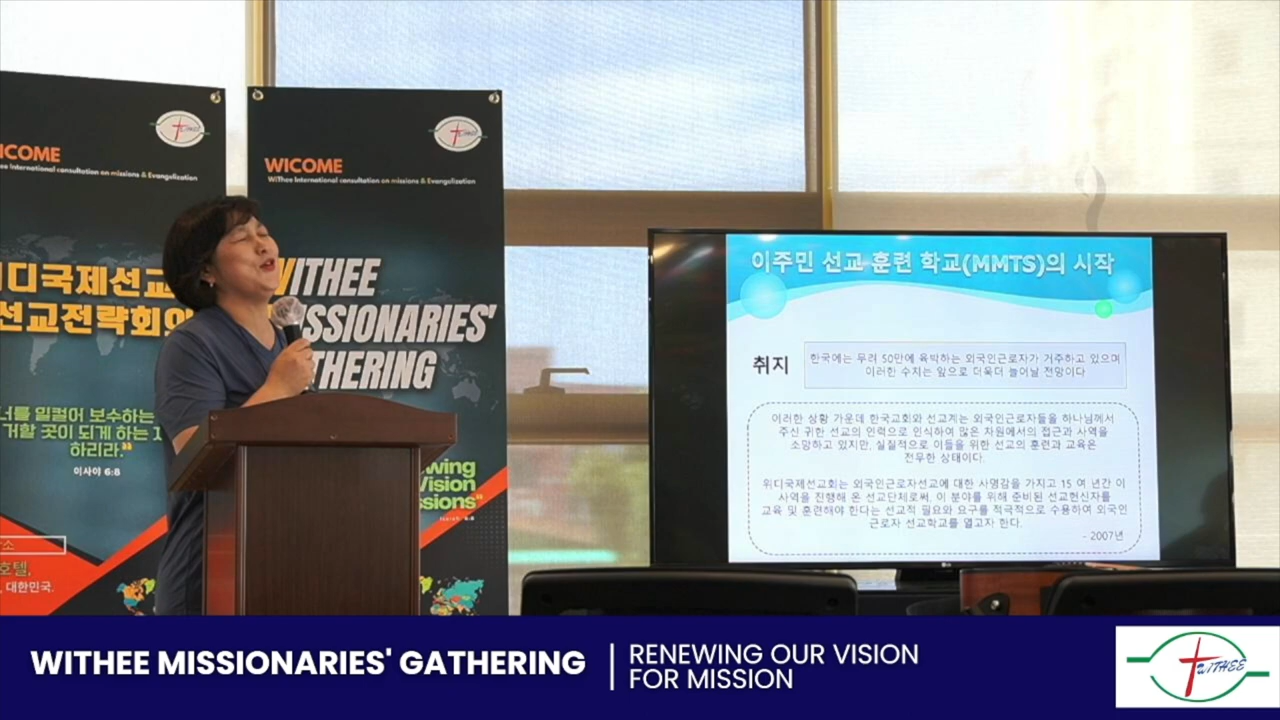 ICOME
ee International consultation on missions & Evangelization
디국제선교
선교전략회의
너를 일컬어 보수하는
거할 곳이 되게 하는
하리라."
이사야 6:8
소
호텔,
, 대한민국.
WITHEE
WICOME
WiThee International consultation on missions & Evangelization
WITHEE
SSIONARIES'
THERING
wing
Vision
ssions"
Isaiah 6:8
이주민 선교 훈련 학교(MMTS)의 시작
취지
한국에는 무려 50만에 육박하는 외국인근로자가 거주하고 있으며
이러한 수치는 앞으로 더욱더 늘어날 전망이다
이러한 상황 가운데 한국교회와 선교계는 외국인근로자들을 하나님께서
주신 귀한 선교의 인력으로 인식하여 많은 차원에서의 접근과 사역을
소망하고 있지만, 실질적으로 이들을 위한 선교의 훈련과 교육은
전무한 상태이다.
위디국제선교회는 외국인근로자선교에 대한 사명감을 가지고 15 여 년간 이
사역을 진행해 온 선교단체로써, 이 분야를 위해 준비된 선교헌신자를
교육 및 훈련해야 한다는 선교적 필요와 요구를 적극적으로 수용하여 외국인
근로자 선교학교를 열고자 한다.
- 2007년
WITHEE MISSIONARIES' GATHERING
RENEWING OUR VISION
FOR MISSION
WiTHEE